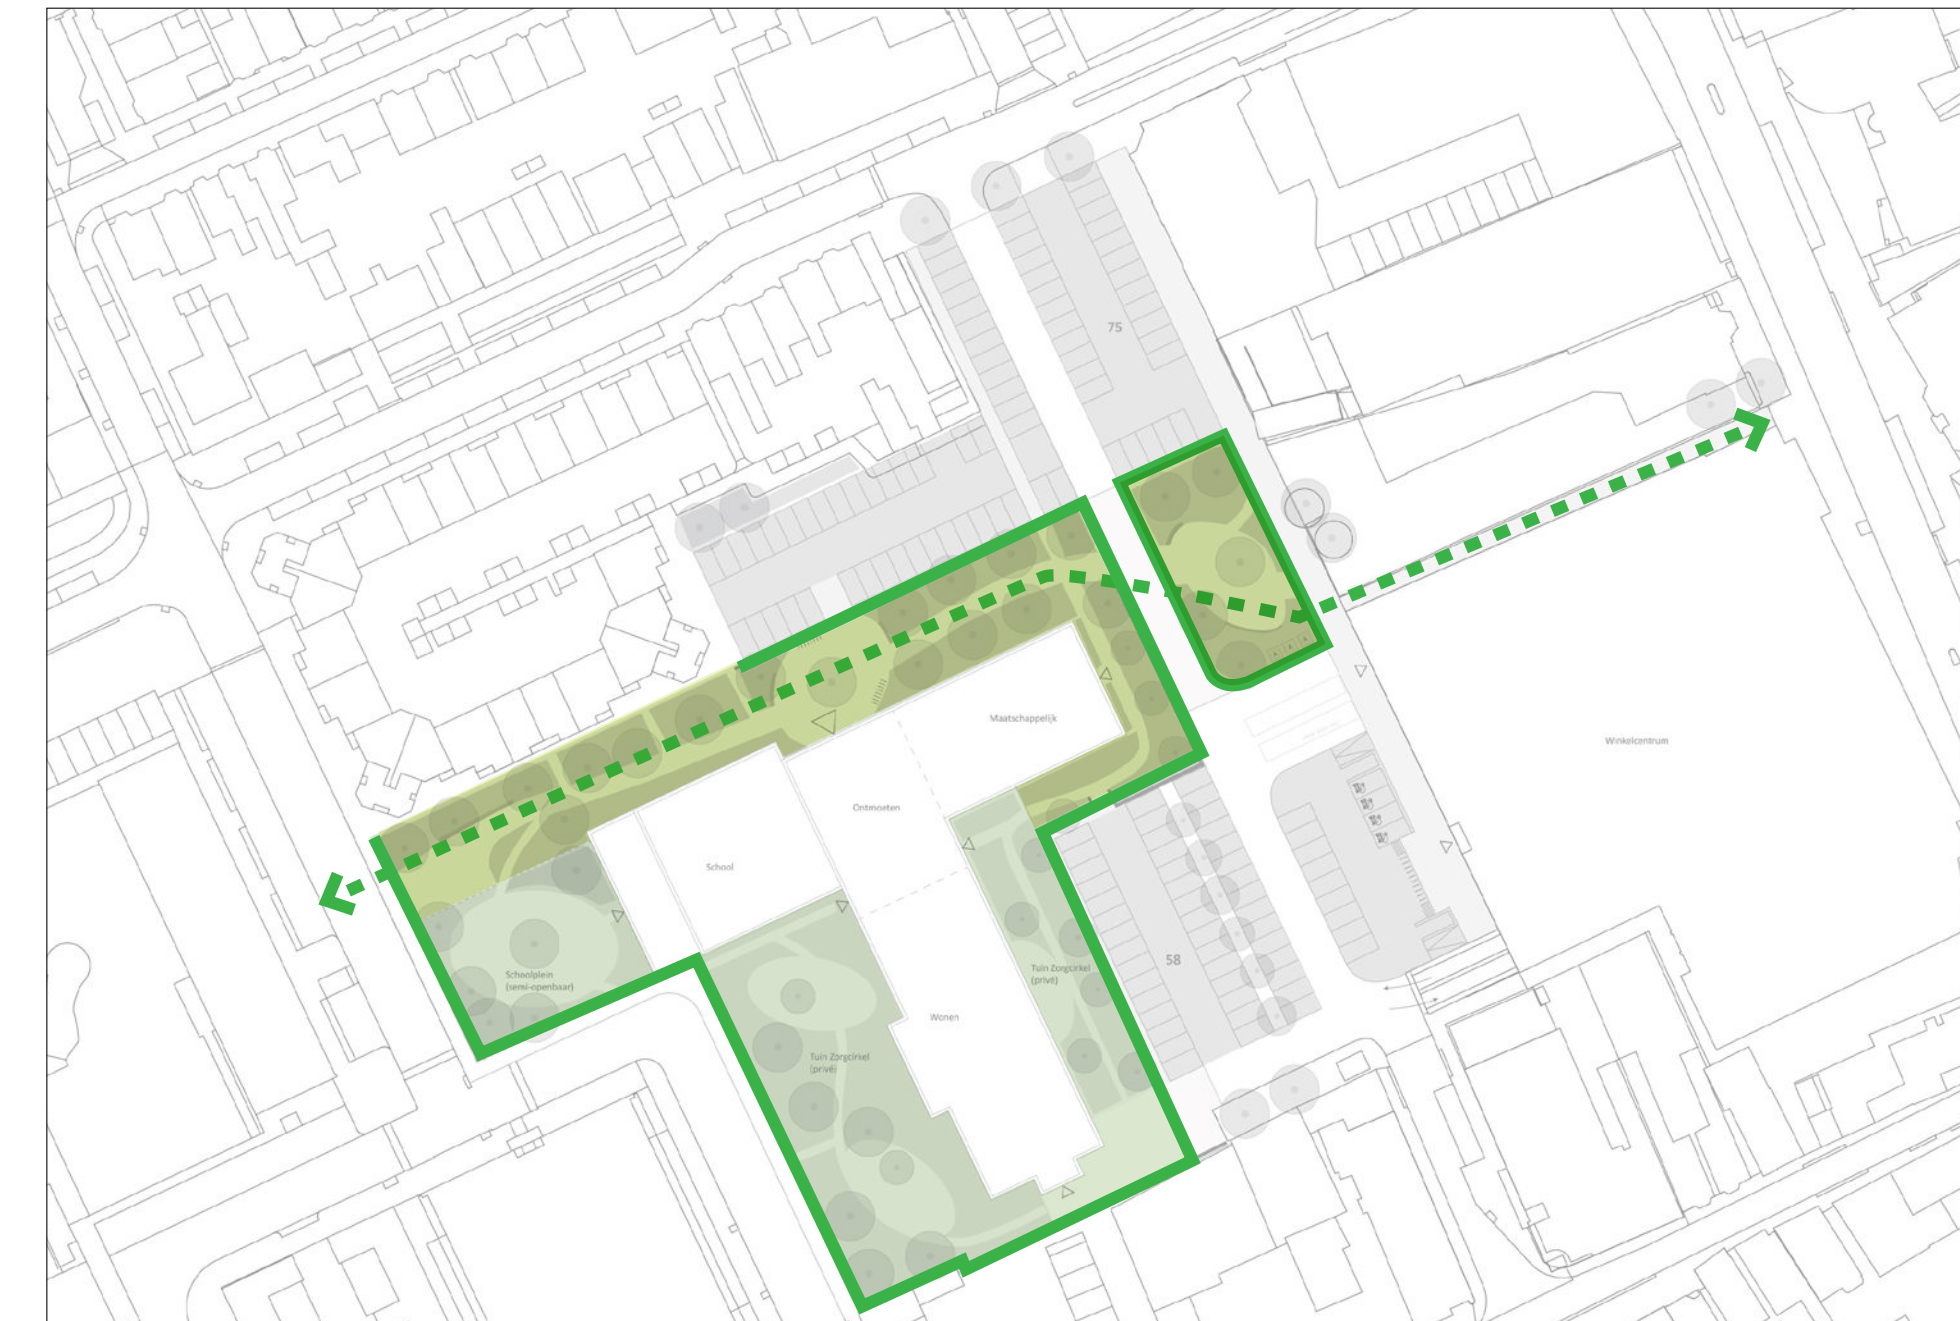 75
Maatschappelijk
Winkelcentrum
Ontmoeten
School
58
Schoolplein
(semi-openbaar)
Tuin Zorgcirkel
(privé)
Wonen
Tuin Zorgcirkel
(privé)